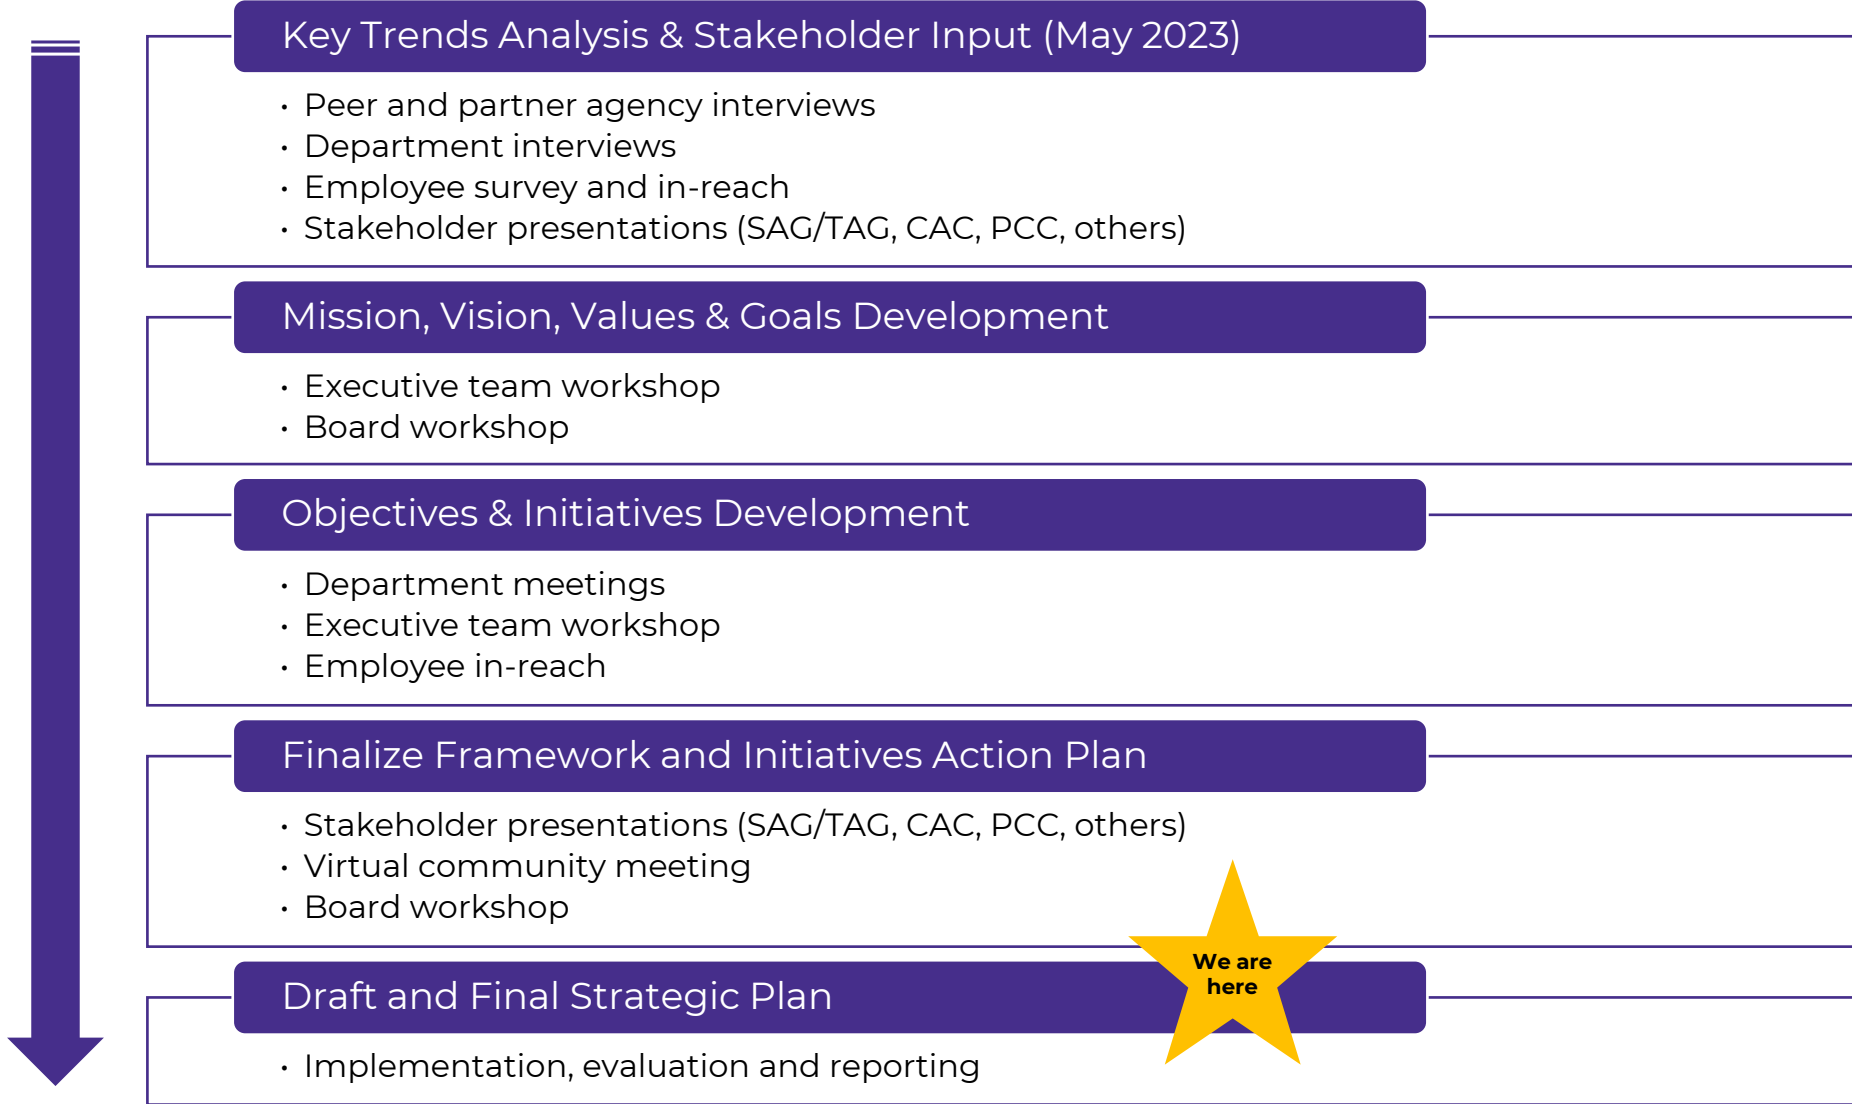 Key Trends Analysis & Stakeholder Input (May 2023)
· Peer and partner agency interviews
· Department interviews
· Employee survey and in-reach
· Stakeholder presentations (SAG/TAG, CAC, PCC, others)
Mission, Vision, Values & Goals Development
· Executive team workshop
· Board workshop
Objectives & Initiatives Development
· Department meetings
· Executive team workshop
· Employee in-reach
Finalize Framework and Initiatives Action Plan
· Stakeholder presentations (SAG/TAG, CAC, PCC, others)
· Virtual community meeting
· Board workshop
We are
here
Draft and Final Strategic Plan
· Implementation, evaluation and reporting